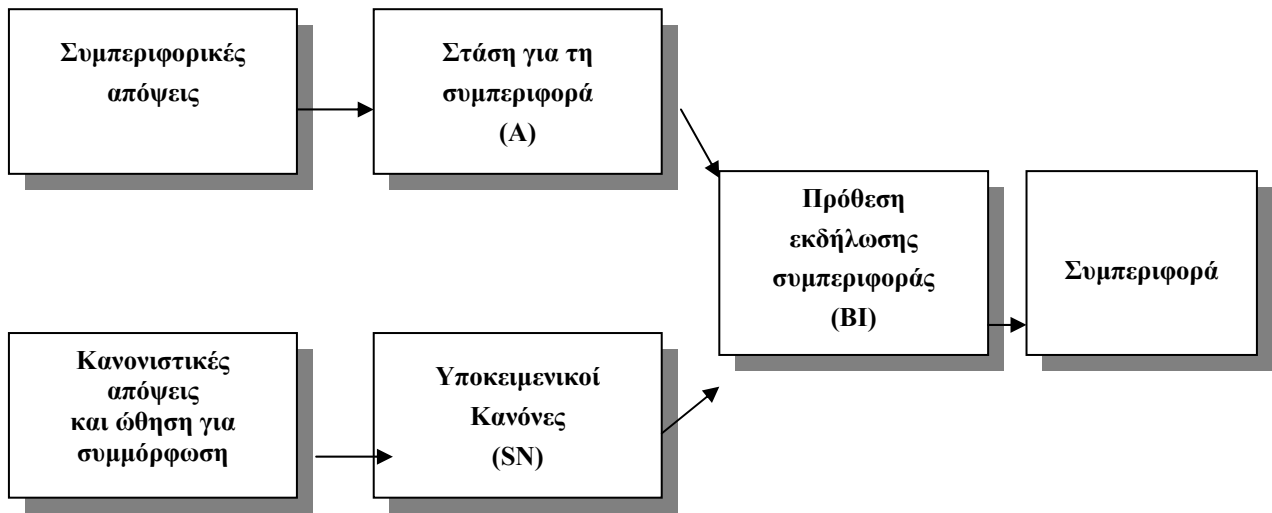 Συμπεριφορικές
απόψεις
Στάση για τη
συμπεριφορά
(Α)
Πρόθεση
εκδήλωσης
συμπεριφοράς
(BI)
Συμπεριφορά
Κανονιστικές
απόψεις
και ώθηση για
συμμόρφωση
Υποκειμενικοί
Κανόνες
(SN)